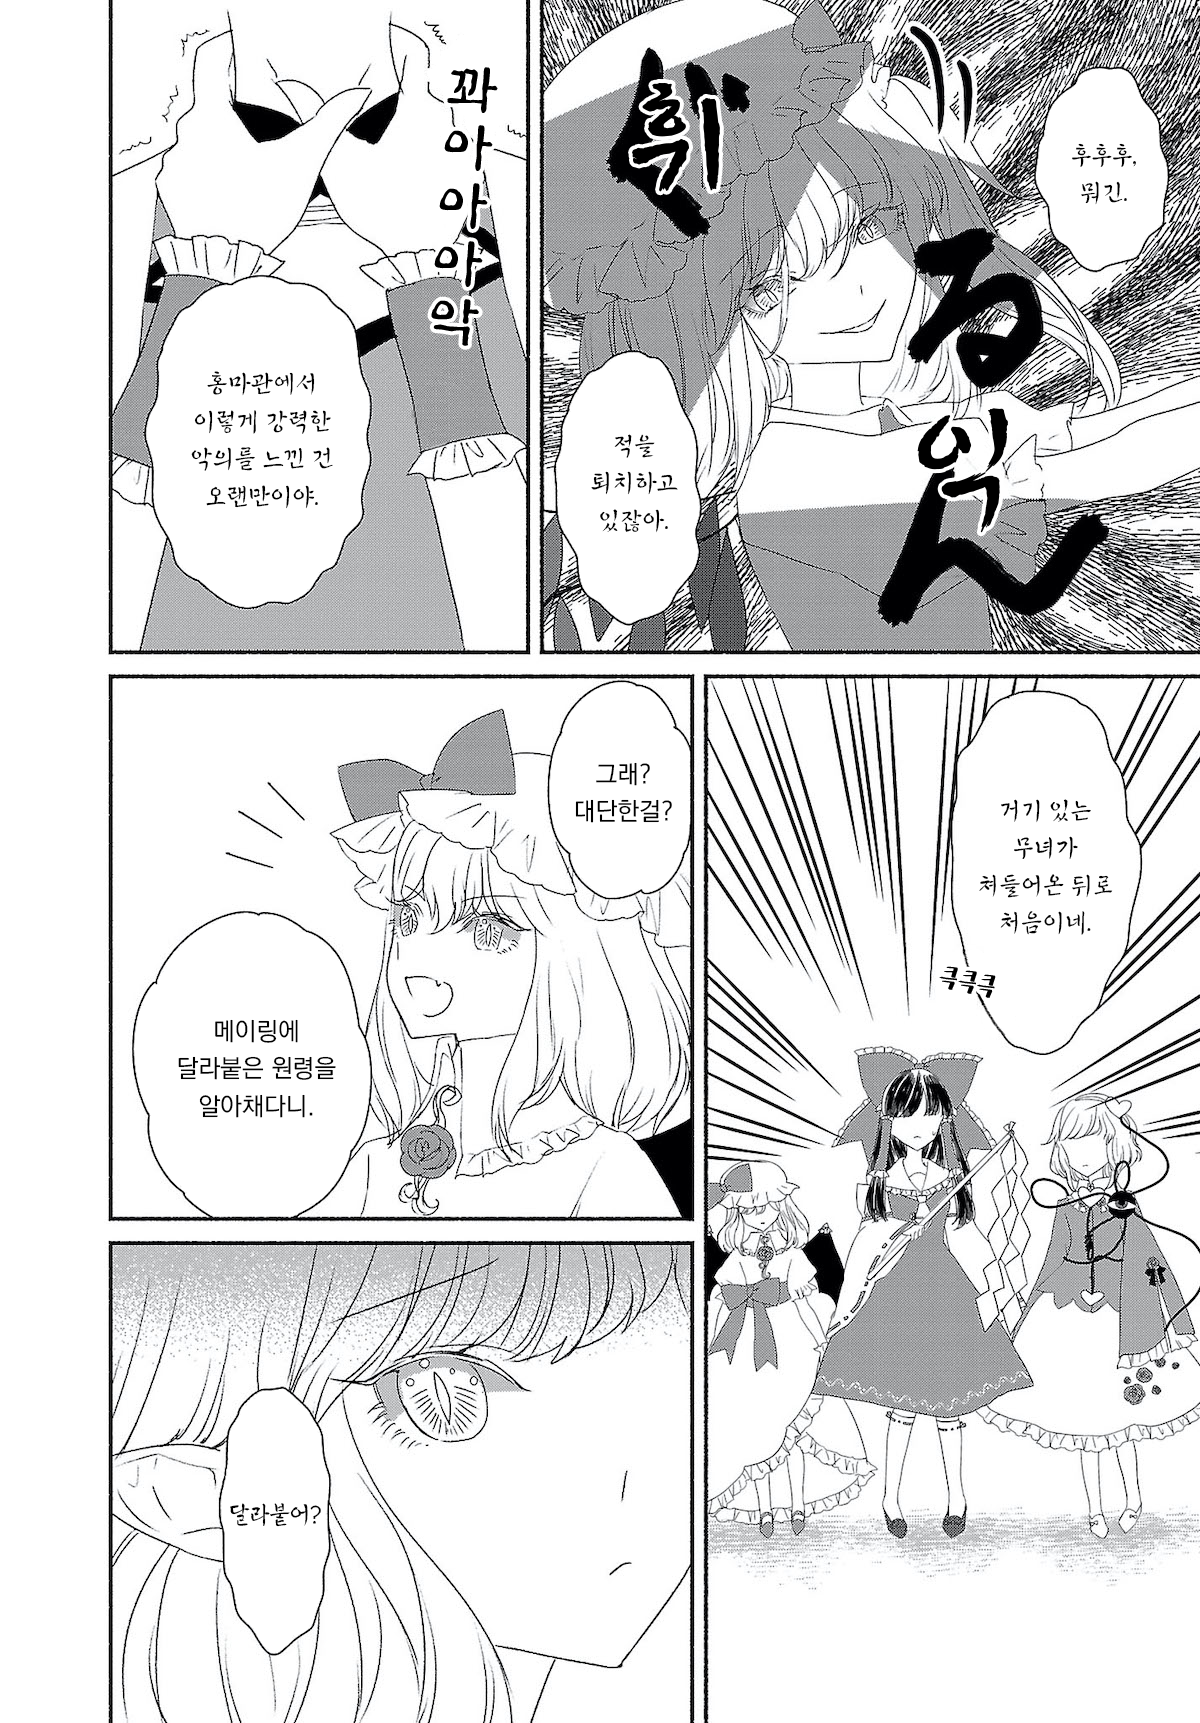 후후후,
뭐긴.
휘
로
익
적을
퇴치하고
있잖아.
꽈아아아악
홍마관에서
이렇게 강력한
악의를 느낀 건
오랜만이야.
거기 있는
무녀가
쳐들어온 뒤로
처음이네.
큭큭큭
그래?
대단한걸?
메이링에
달라붙은 원령을
알아채다니.
달라붙어?